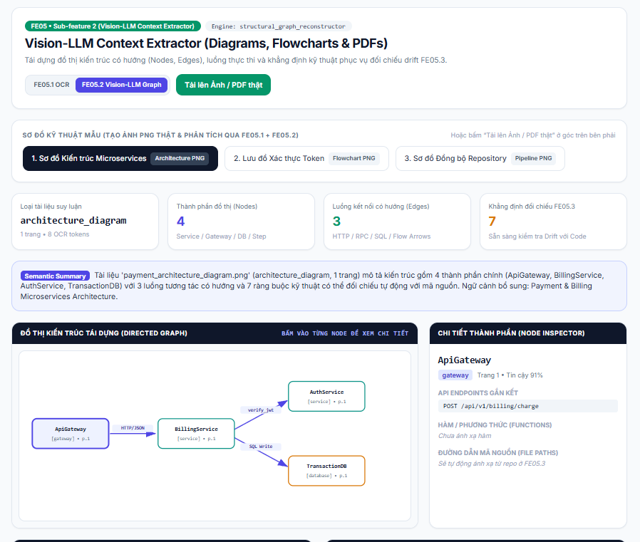 FE05 • Sub-feature 2 (Vision-LLM Context Extractor) Engine: structural_graph_reconstructor
Vision-LLM Context Extractor (Diagrams, Flowcharts & PDFs)
Tái dựng đồ thị kiến trúc có hướng (Nodes, Edges), luồng thực thi và khẳng định kỹ thuật phục vụ đối chiếu drift FE05.3.
FE05.1 OCR FE05.2 Vision-LLM Graph Tải lên Ảnh / PDF thật
SƠ ĐỒ KỸ THUẬT MẪU (TẠO ẢNH PNG THẬT & PHÂN TÍCH QUA FE05.1 + FE05.2) Hoặc bấm "Tải lên Ảnh / PDF thật" ở góc trên bên phải
1. Sơ đồ Kiến trúc Microservices Architecture PNG 2. Lưu đồ Xác thực Token Flowchart PNG 3. Sơ đồ Đồng bộ Repository Pipeline PNG
Loại tài liệu suy luận
architecture_diagram
1 trang • 8 OCR tokens
Thành phần đồ thị (Nodes)
4
Service / Gateway / DB / Step
Luồng kết nối có hướng (Edges)
3
HTTP / RPC / SQL / Flow Arrows
Khẳng định đối chiếu FE05.3
7
Sẵn sàng kiểm tra Drift với Code
Semantic Summary Tài liệu 'payment_architecture_diagram.png' (architecture_diagram, 1 trang) mô tả kiến trúc gồm 4 thành phần chính (ApiGateway, BillingService,
AuthService, TransactionDB) với 3 luồng tương tác có hướng và 7 ràng buộc kỹ thuật có thể đối chiếu tự động với mã nguồn. Ngữ cảnh bổ sung: Payment & Billing
Microservices Architecture.
ĐỒ THỊ KIẾN TRÚC TÁI DỰNG (DIRECTED GRAPH) BẤM VÀO TỪNG NODE ĐỂ XEM CHI TIẾT
ApiGateway
[gateway] • p.1
HTTP/JSON
BillingService
[service] • p.1
verify jwt
SQL Write
AuthService
[service] • p.1
TransactionDB
[database] • p.1
CHI TIẾT THÀNH PHẦN (NODE INSPECTOR)
ApiGateway
gateway Trang 1 • Tin cậy 91%
API ENDPOINTS GẮN KẾT
POST /api/v1/billing/charge
HÀM / PHƯƠNG THỨC (FUNCTIONS)
Chưa ánh xạ hàm
ĐƯỜNG DẪN MÃ NGUỒN (FILE PATHS)
Sẽ tự động ánh xạ từ repo ở FE05.3